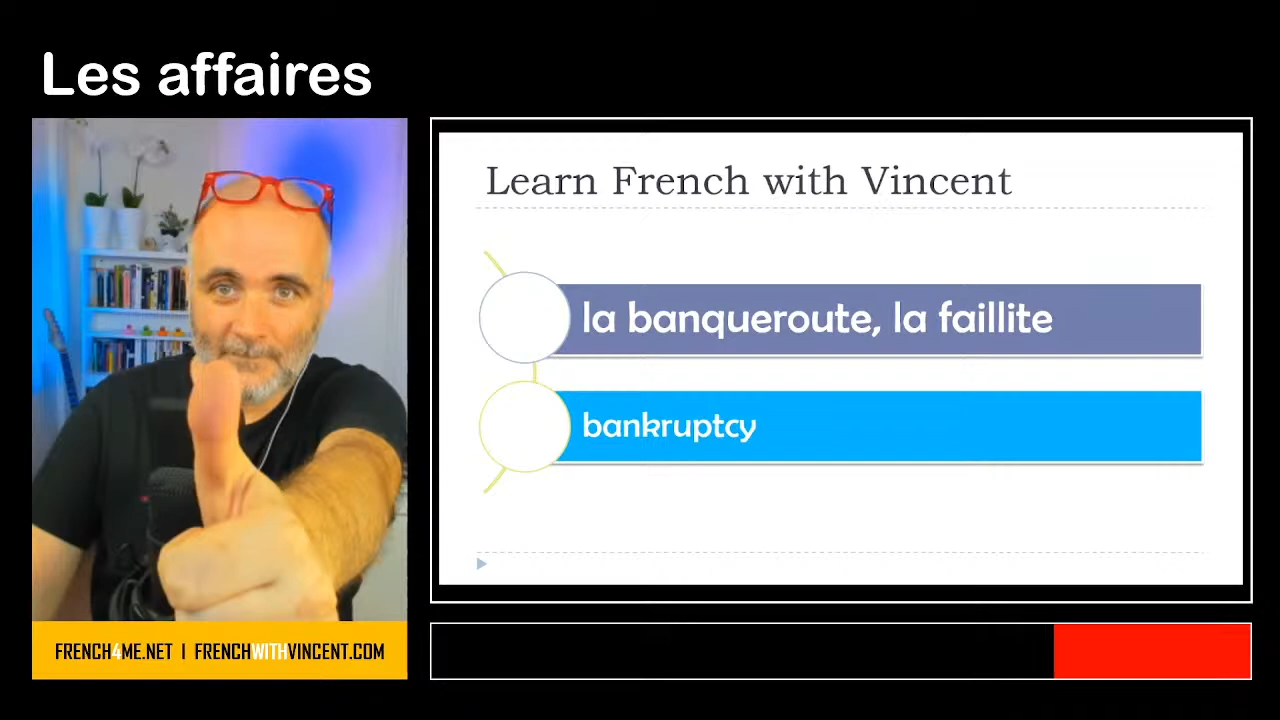 Les affaires
Learn French with Vincent
la banqueroute, la faillite
bankruptcy
FRENCH4ME.NET I FRENCHWITHVINCENT.COM